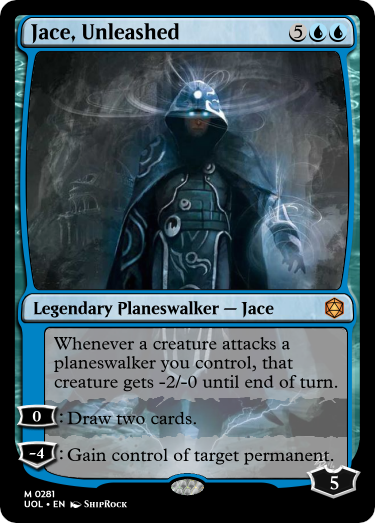 Jace, Unleashed 5
Legendary Planeswalker — Jace
Whenever a creature attacks a
planeswalker you control, that
creature gets -2/-0 until end of turn.
0: Draw two cards.
-4: Gain control of target permanent.
5
M 0281
UOL • EN ShipRock